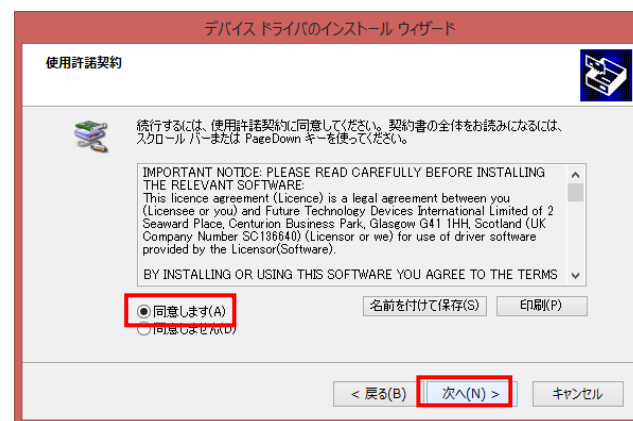 デバイス ドライバのインストール ウィザード
使用許諾契約
続行するには、使用許諾契約に同意してください。契約書の全体をお読みになるには、
スクロール バーまたは PageDown キーを使ってください。
IMPORTANT NOTICE: PLEASE READ CAREFULLY BEFORE INSTALLING
THE RELEVANT SOFTWARE:
This licence agreement (Licence) is a legal agreement between you
(Licensee or you) and Future Technology Devices International Limited of 2
Seaward Place, Centurion Business Park, Glasgow G41 1HH, Scotland (UK
Company Number SC136640) (Licensor or we) for use of driver software
provided by the Licensor(Software).
BY INSTALLING OR USING THIS SOFTWARE YOU AGREE TO THE TERMS
同意します(A)
名前を付けて保存(S)
印刷(P)
同意しません(D)
< 戻る(B)
次へ(N) >
キャンセル